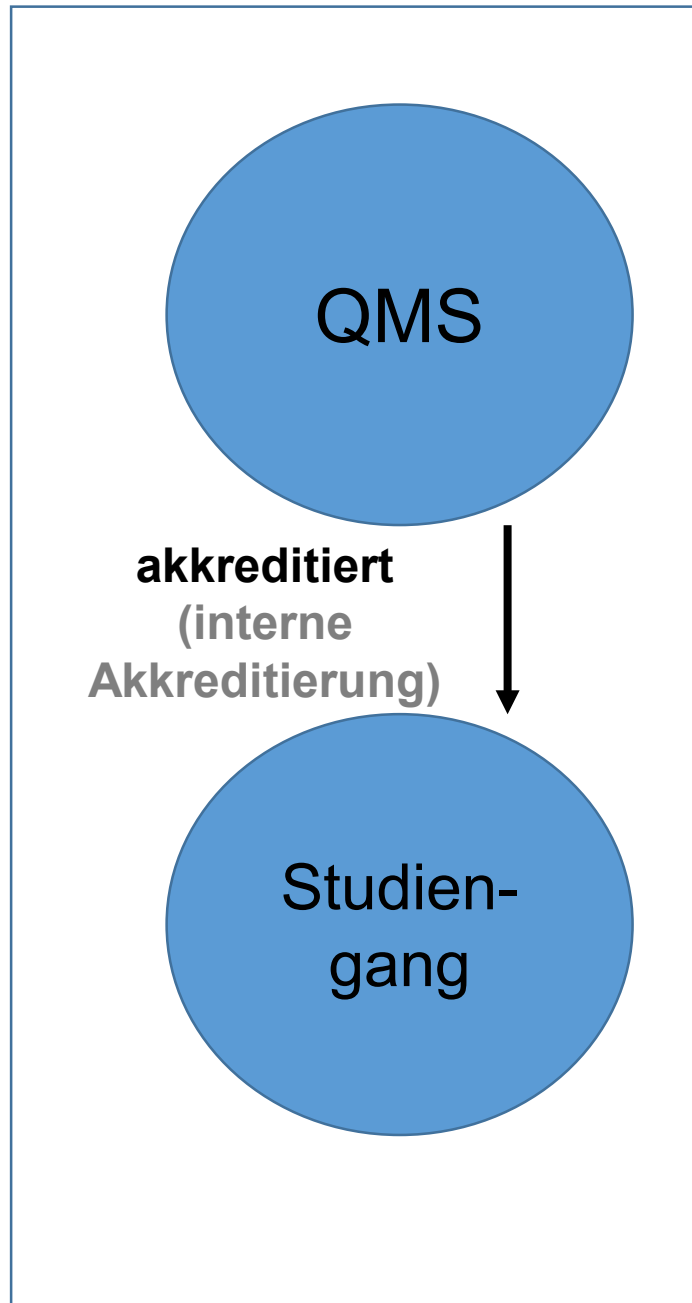 QMS
akkreditiert
(interne
Akkreditierung)
Studien-
gang